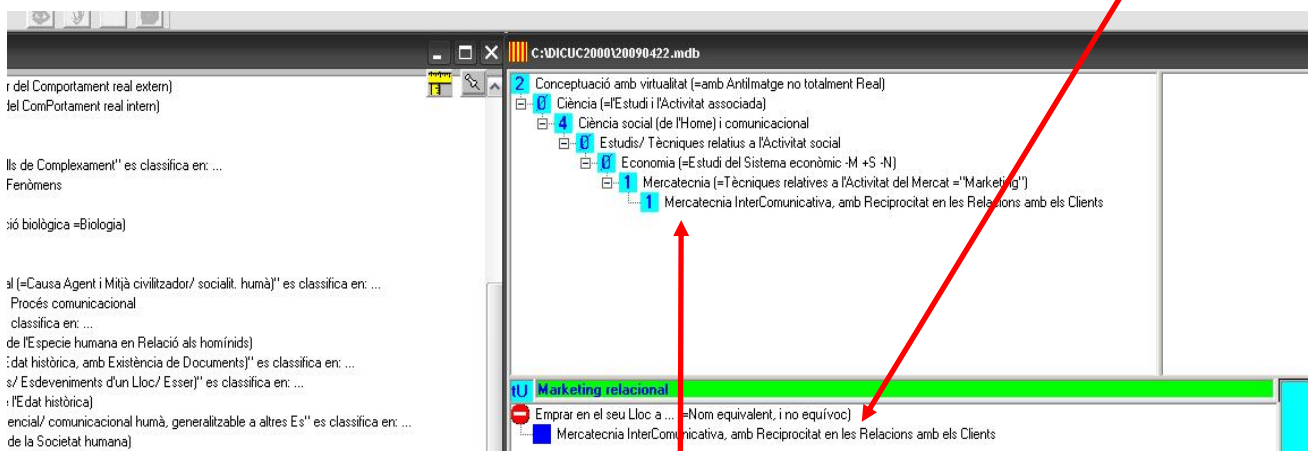 r del Comportament real extern)
del ComPortament real intern)
lls de Complexament" es classifica en: ...
Fenòmens
ció biològica =Biologia)
al (=Causa Agent i Mitjà civilitzador/ socialit. humà)" es classifica en: ...
Procés comunicacional
classifica en: ...
de l'Especie humana en Relació als homínids)
Edat històrica, amb Existència de Documents)" es classifica en: ...
s/ Esdeveniments d'un Lloc/ Esser)" es classifica en: ...
l'Edat històrica)
encial/ comunicacional humà, generalitzable a altres Es" es classifica en: ...
de la Societat humana)
C:\DICUC2000\20090422.mdb
2 Conceptuació amb virtualitat (=amb Antilmatge no totalment Real)
0 Ciència (=l'Estudi i l'Activitat associada)
4 Ciència social (de l'Home) i comunicacional
0 Estudis/ Tècniques relatius a l'Activitat social
0 Economia (=Estudi del Sistema econòmic -M +S -N)
1 Mercatecnia (=Tècniques relatives a l'Activitat del Mercat ="Marketing")
1 Mercatecnia InterComunicativa, amb Reciprocitat en les Relacions amb els Clients
tU Marketing relacional
Emprar en el seu Lloc a ... (=Nom equivalent, i no equívoc)
Mercatecnia InterComunicativa, amb Reciprocitat en les Relacions amb els Clients